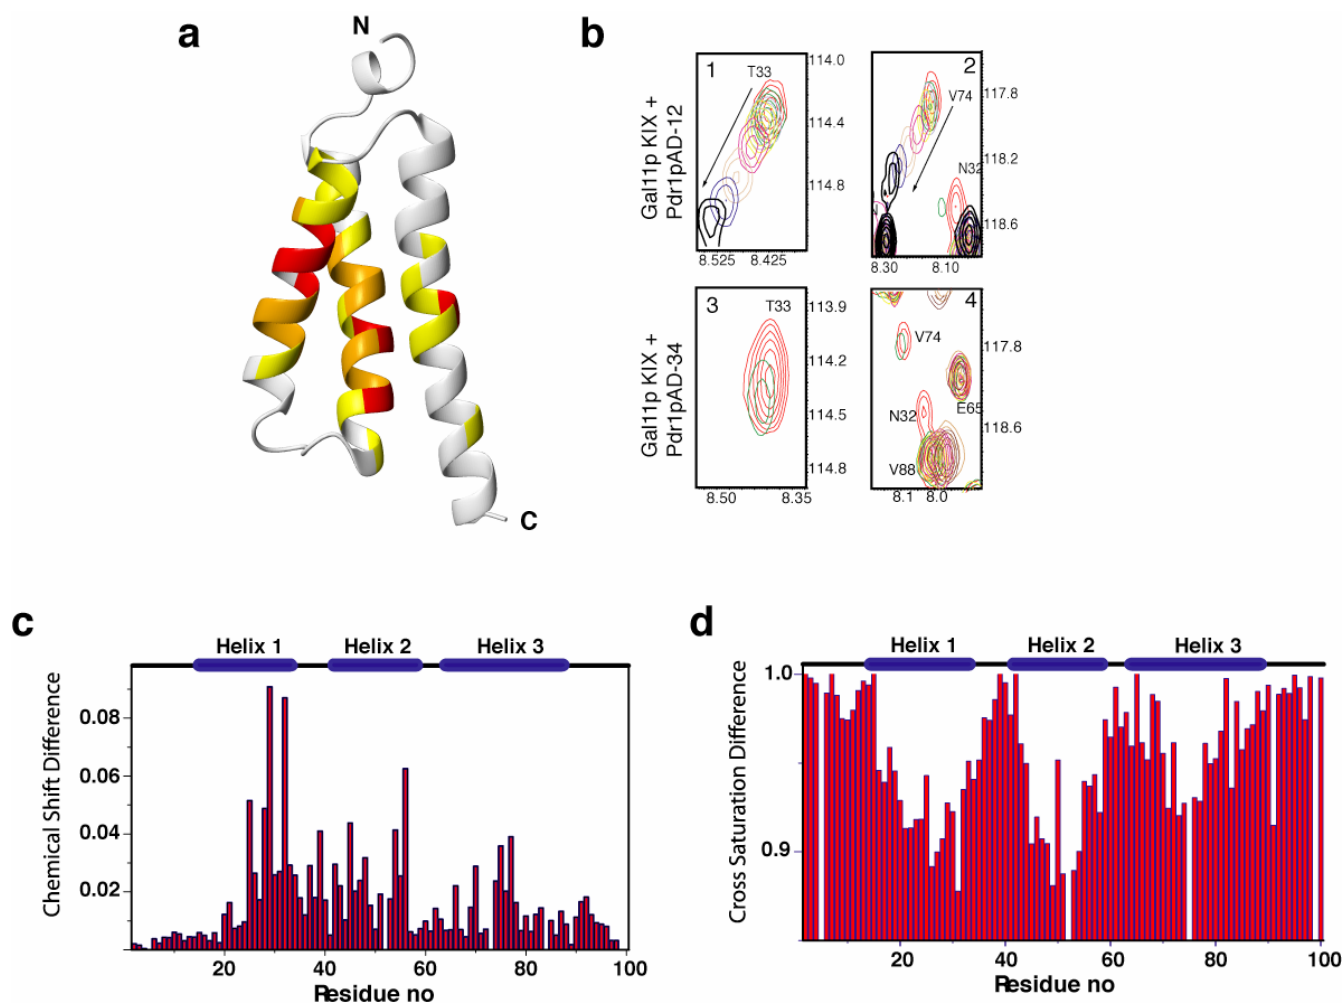 a
N
C
b
Gal11p KIX +
Pdr1pAD-12
1
T33
114.0
114.4
114.8
8.525 8.425
2
V74
N32
117.8
118.2
118.6
8.30 8.10
Gal11p KIX +
Pdr1pAD-34
3
T33
113.9
114.2
114.5
114.8
8.50 8.35
4
V74
N32
E65
V88
117.8
118.6
8.1 8.0
c
Helix 1 Helix 2 Helix 3
Chemical Shift Difference
0.08
0.06
0.04
0.02
20 40 60 80 100
Residue no
d
Helix 1 Helix 2 Helix 3
Cross Saturation Difference
1.0
0.9
20 40 60 80 100
Residue no